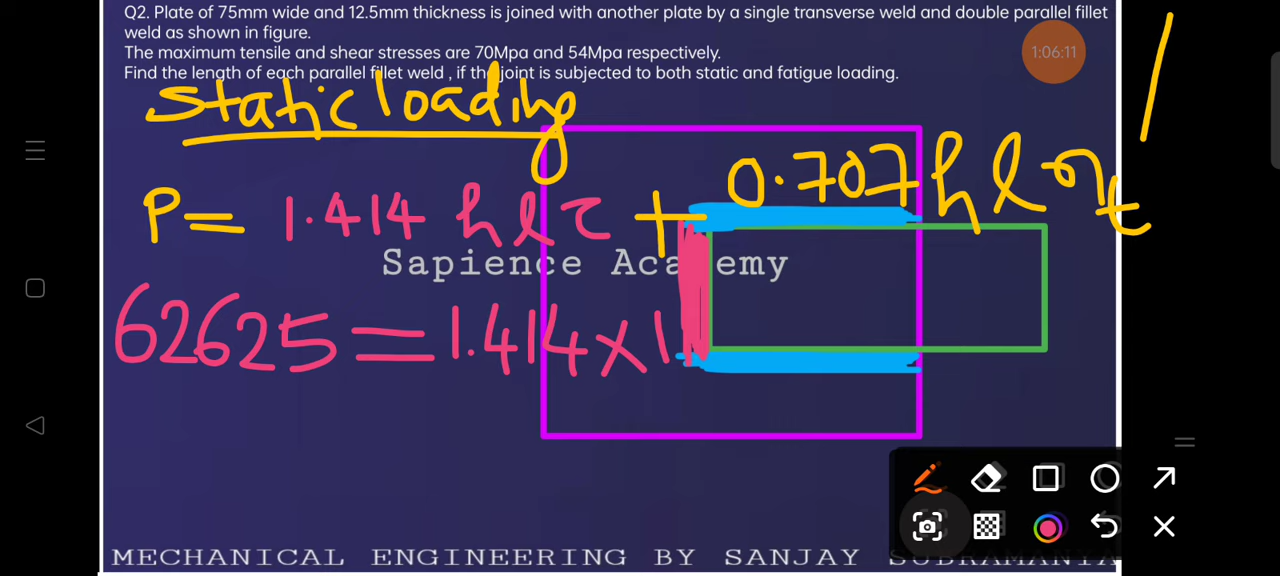 Q2. Plate of 75mm wide and 12.5mm thickness is joined with another plate by a single transverse weld and double parallel fillet
weld as shown in figure.
The maximum tensile and shear stresses are 70Mpa and 54Mpa respectively.
Find the length of each parallel fillet weld , if the joint is subjected to both static and fatigue loading.
1:06:11
Static loading
P = 1.414 h l τ + 0.707 h l σt
Sapience Academy
62625 = 1.414 x 1
MECHANICAL ENGINEERING BY SANJAY SUBRAMANIA